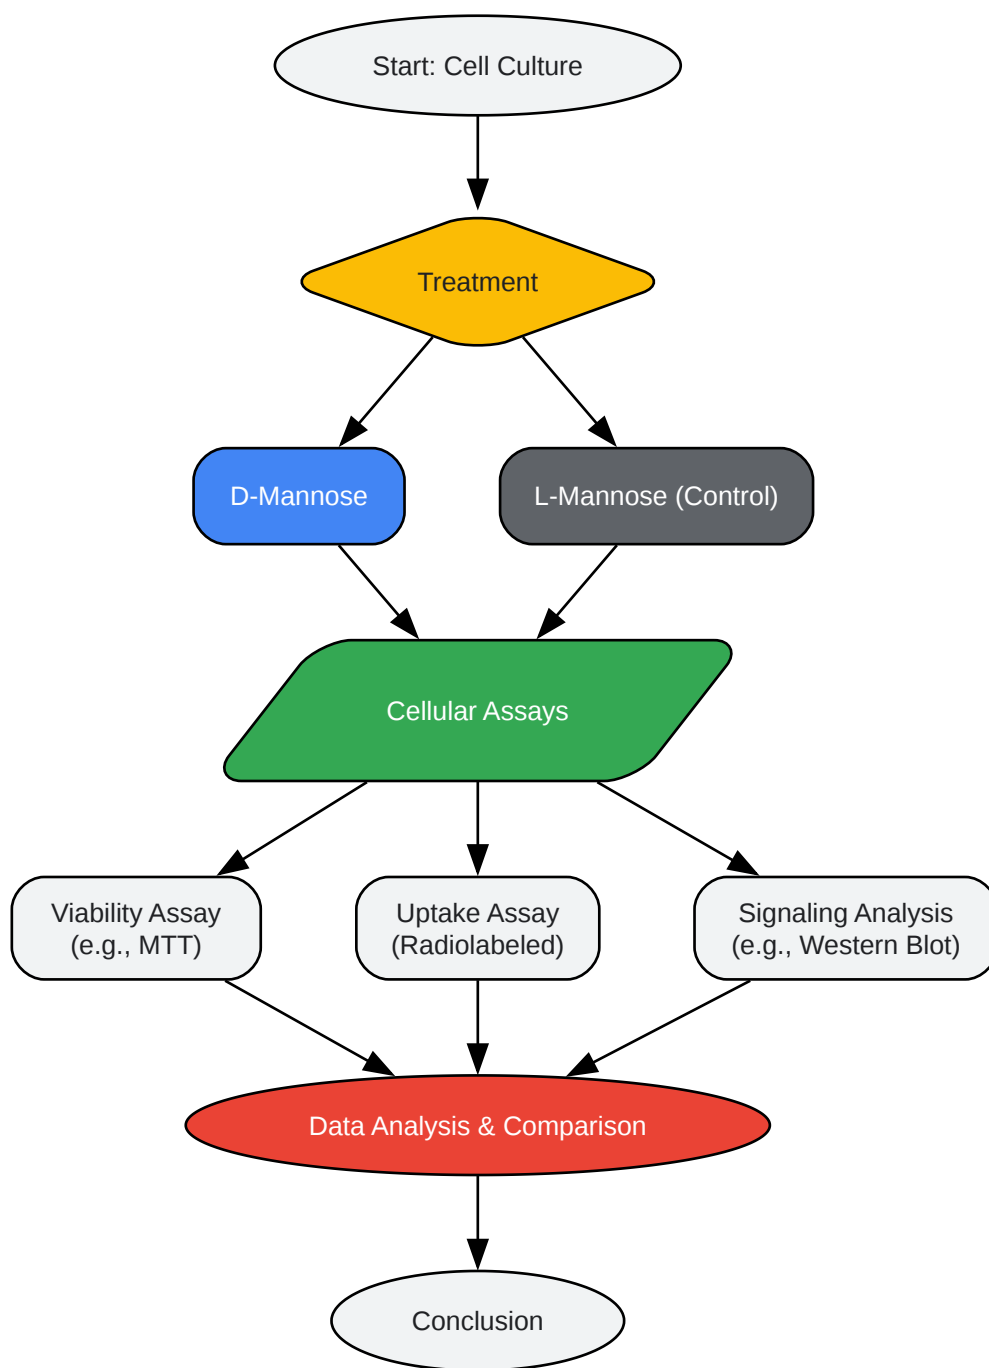 Start: Cell Culture
Treatment
D-Mannose
L-Mannose (Control)
Cellular Assays
Viability Assay
(e.g., MTT)
Uptake Assay
(Radiolabeled)
Signaling Analysis
(e.g., Western Blot)
Data Analysis & Comparison
Conclusion